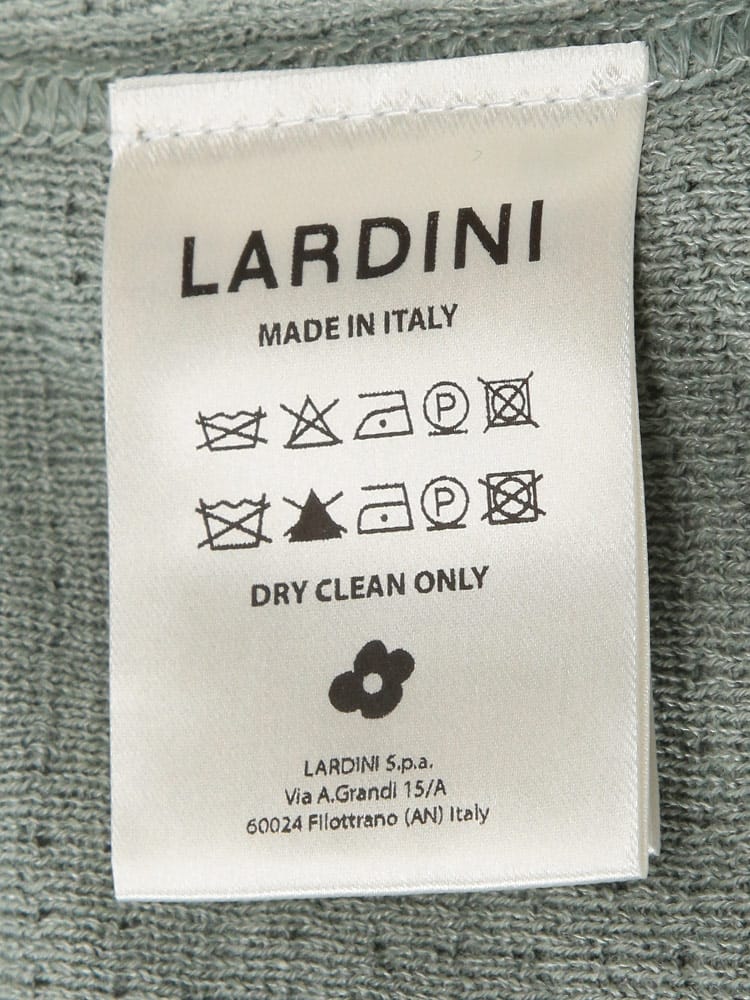 LARDINI
MADE IN ITALY
P
P
DRY CLEAN ONLY
LARDINI S.p.a.
Via A.Grandi 15/A
60024 Filottrano (AN) Italy